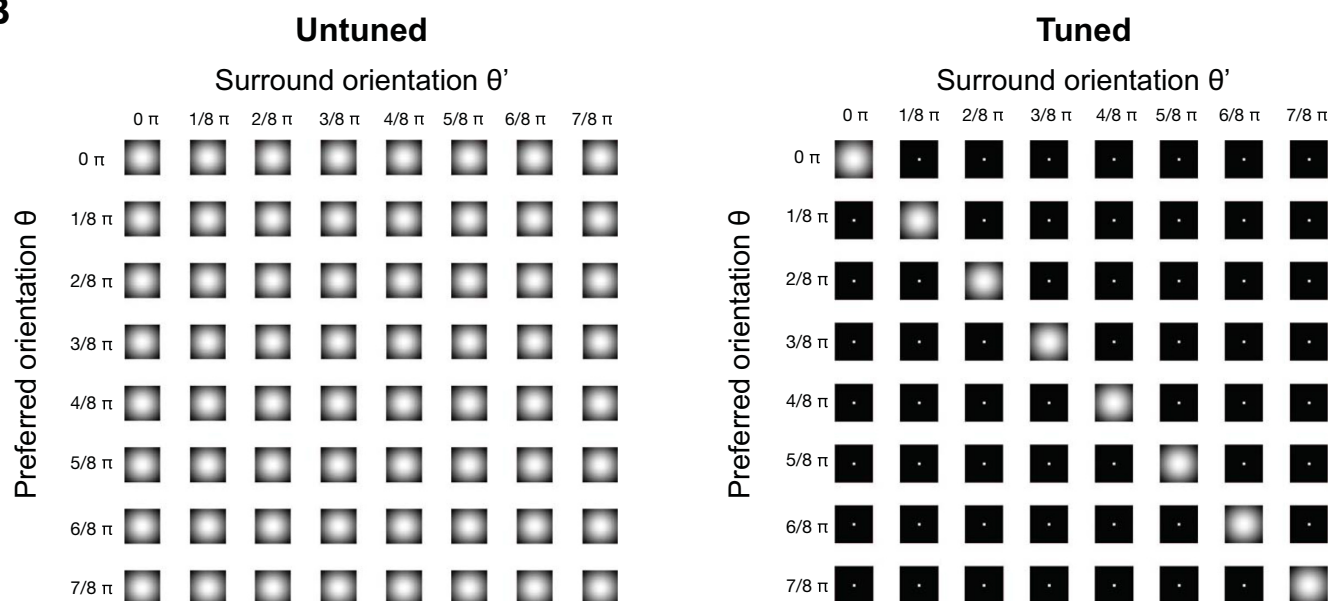 B
Untuned
Surround orientation θ’
0 π 1/8 π 2/8 π 3/8 π 4/8 π 5/8 π 6/8 π 7/8 π
Preferred orientation θ
0 π
1/8 π
2/8 π
3/8 π
4/8 π
5/8 π
6/8 π
7/8 π
Tuned
Surround orientation θ’
0 π 1/8 π 2/8 π 3/8 π 4/8 π 5/8 π 6/8 π 7/8 π
Preferred orientation θ
0 π
1/8 π
2/8 π
3/8 π
4/8 π
5/8 π
6/8 π
7/8 π